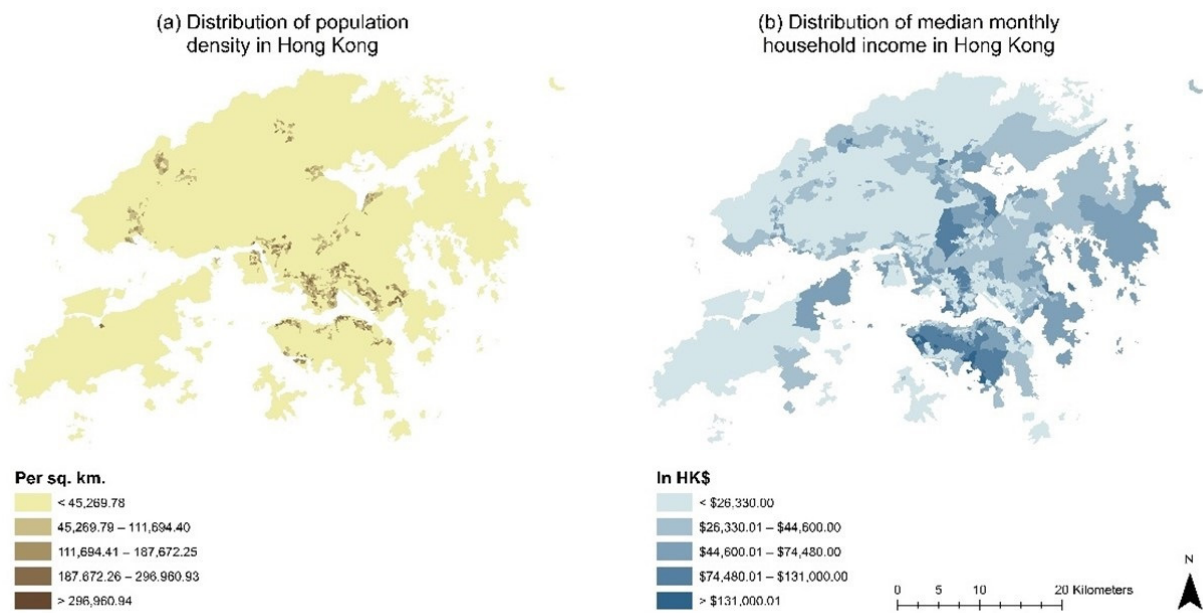 (a) Distribution of population
density in Hong Kong
(b) Distribution of median monthly
household income in Hong Kong
Per sq. km.
< 45,269.78
45,269.79 – 111,694.40
111,694.41 – 187,672.25
187.672.26 – 296.960.93
> 296,960.94
In HK$
< $26,330.00
$26,330.01 – $44,600.00
$44,600.01 – $74,480.00
$74,480.01 – $131,000.00
> $131,000.01
0 5 10 20 Kilometers
N